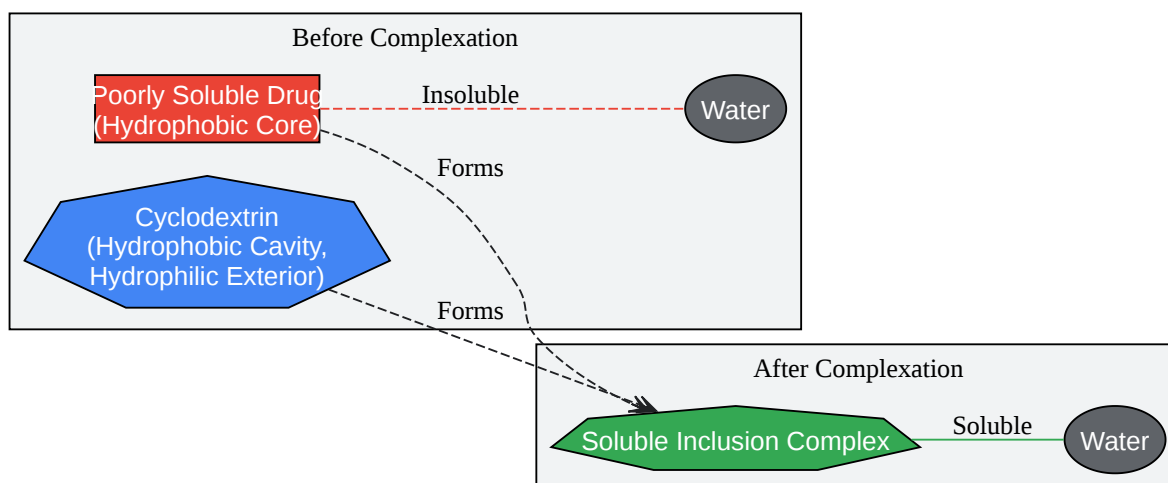 Before Complexation
Poorly Soluble Drug
(Hydrophobic Core)
Insoluble
Water
Forms
Cyclodextrin
(Hydrophobic Cavity,
Hydrophilic Exterior)
Forms
After Complexation
Soluble Inclusion Complex
Soluble
Water